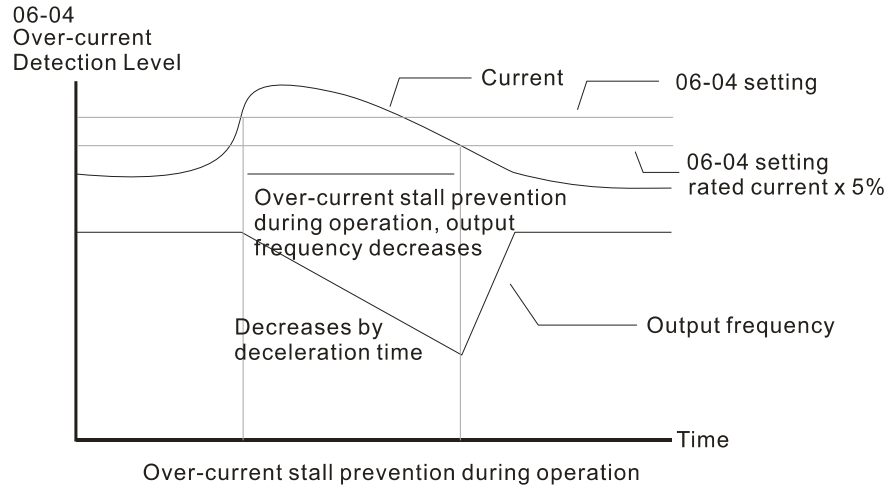 06-04
Over-current
Detection Level
Current
06-04 setting
06-04 setting
rated current x 5%
Over-current stall prevention
during operation, output
frequency decreases
Decreases by
deceleration time
Output frequency
Time
Over-current stall prevention during operation